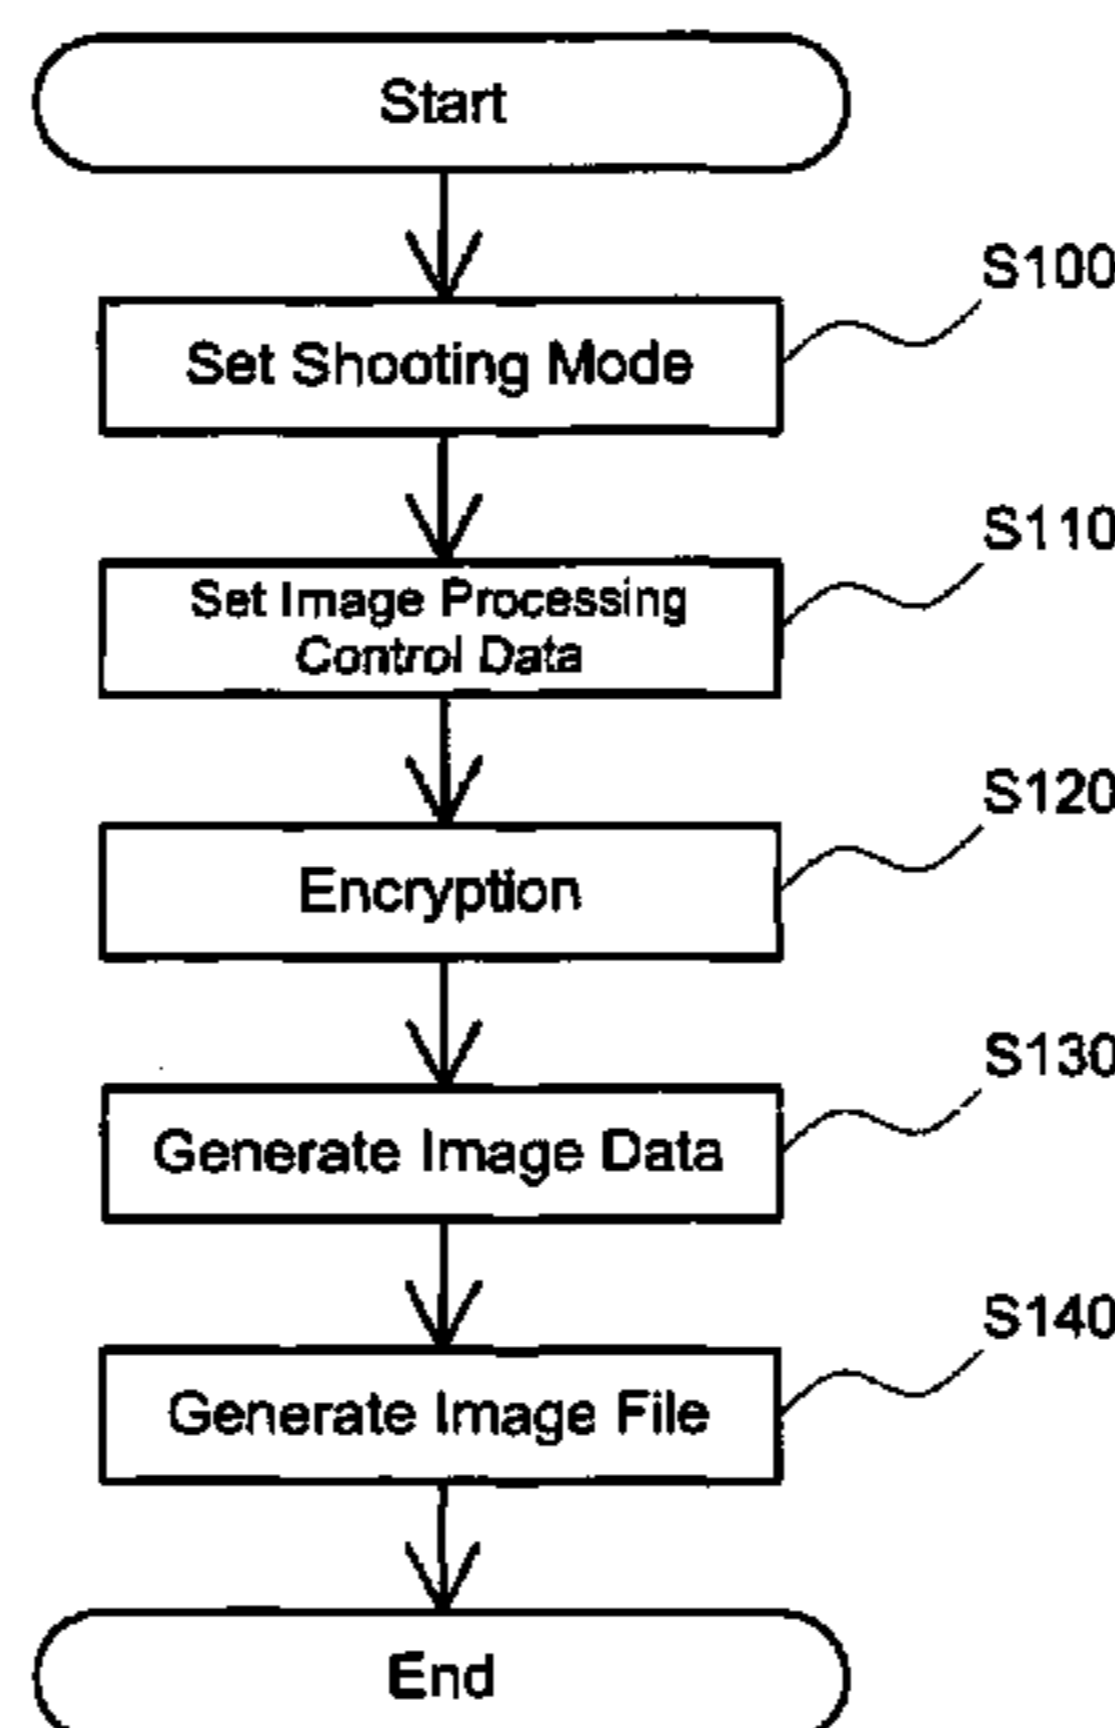 Start
S100
Set Shooting Mode
S110
Set Image Processing
Control Data
S120
Encryption
S130
Generate Image Data
S140
Generate Image File
End